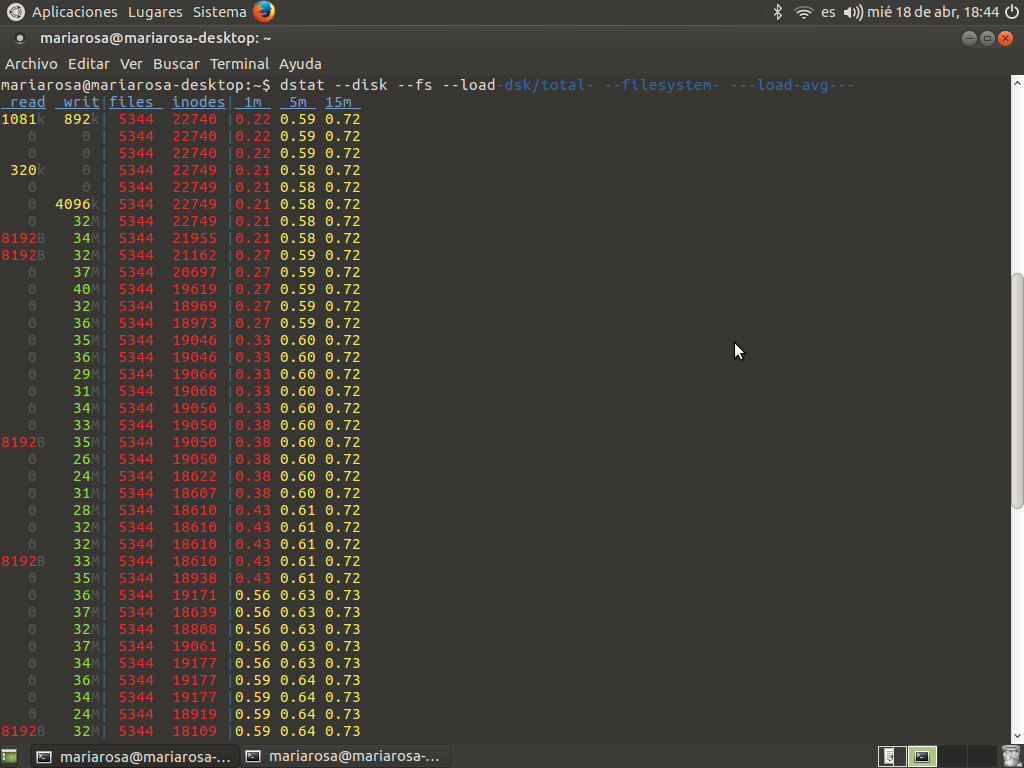 Aplicaciones Lugares Sistema es mié 18 de abr, 18:44
mariarosa@mariarosa-desktop: ~
Archivo Editar Ver Buscar Terminal Ayuda
mariarosa@mariarosa-desktop:~$ dstat --disk --fs --load-dsk/total- --filesystem- ---load-avg---
 read  writ|files  inodes| 1m   5m  15m
1081k  892k| 5344  22740 |0.22 0.59 0.72
   0     0 | 5344  22740 |0.22 0.59 0.72
   0     0 | 5344  22740 |0.22 0.59 0.72
 320k    0 | 5344  22749 |0.21 0.58 0.72
   0     0 | 5344  22749 |0.21 0.58 0.72
   0  4096k| 5344  22749 |0.21 0.58 0.72
   0    32M| 5344  22749 |0.21 0.58 0.72
8192B   34M| 5344  21955 |0.21 0.58 0.72
8192B   32M| 5344  21162 |0.27 0.59 0.72
   0    37M| 5344  20697 |0.27 0.59 0.72
   0    40M| 5344  19619 |0.27 0.59 0.72
   0    32M| 5344  18969 |0.27 0.59 0.72
   0    36M| 5344  18973 |0.27 0.59 0.72
   0    35M| 5344  19046 |0.33 0.60 0.72
   0    36M| 5344  19046 |0.33 0.60 0.72
   0    29M| 5344  19066 |0.33 0.60 0.72
   0    31M| 5344  19068 |0.33 0.60 0.72
   0    34M| 5344  19056 |0.33 0.60 0.72
   0    33M| 5344  19050 |0.38 0.60 0.72
8192B   35M| 5344  19050 |0.38 0.60 0.72
   0    26M| 5344  19050 |0.38 0.60 0.72
   0    24M| 5344  18622 |0.38 0.60 0.72
   0    31M| 5344  18607 |0.38 0.60 0.72
   0    28M| 5344  18610 |0.43 0.61 0.72
   0    32M| 5344  18610 |0.43 0.61 0.72
   0    32M| 5344  18610 |0.43 0.61 0.72
8192B   33M| 5344  18610 |0.43 0.61 0.72
   0    35M| 5344  18938 |0.43 0.61 0.72
   0    36M| 5344  19171 |0.56 0.63 0.73
   0    37M| 5344  18639 |0.56 0.63 0.73
   0    32M| 5344  18808 |0.56 0.63 0.73
   0    37M| 5344  19061 |0.56 0.63 0.73
   0    34M| 5344  19177 |0.56 0.63 0.73
   0    36M| 5344  19177 |0.59 0.64 0.73
   0    34M| 5344  19177 |0.59 0.64 0.73
   0    24M| 5344  18919 |0.59 0.64 0.73
8192B   32M| 5344  18109 |0.59 0.64 0.73
mariarosa@mariarosa-... mariarosa@mariarosa-...